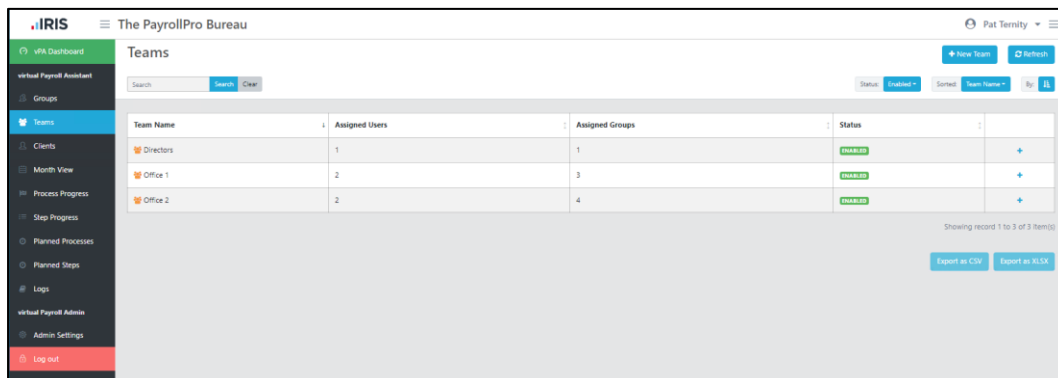 IRIS The PayrollPro Bureau Pat Ternity
vPA Dashboard
virtual Payroll Assistant
Groups
Teams
Clients
Month View
Process Progress
Step Progress
Planned Processes
Planned Steps
Logs
virtual Payroll Admin
Admin Settings
Log out
Teams
+ New Team Refresh
Search Search Clear Status: Enabled Sorted: Team Name By:
Team Name Assigned Users Assigned Groups Status
Directors 1 1 ENABLED +
Office 1 2 3 ENABLED +
Office 2 2 4 ENABLED +
Showing record 1 to 3 of 3 item(s)
Export as CSV Export as XLSX